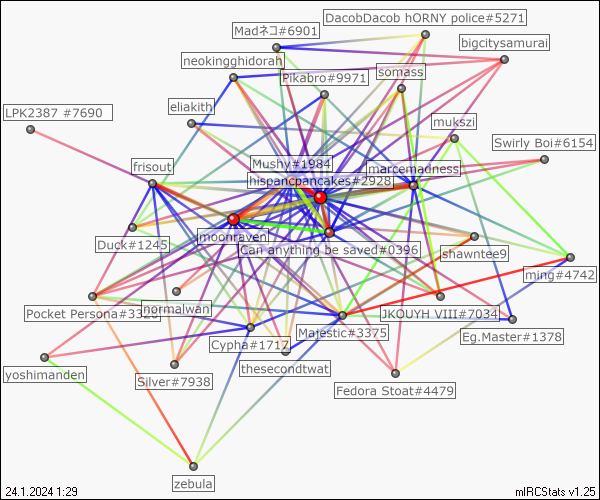 DacobDacob hORNY police#5271
Madネコ#6901
bigcitysamurai
neokingghidorah
Pikabro#9971
somass
eliakith
LPK2387 #7690
mukszi
Swirly Boi#6154
frisout
Mushy#1984
marcemadness
hispancpancakes#2928
moonraven
Duck#1245
Can anything be saved#0396
shawntee9
ming#4742
Pocket Persona#33
normalwan
JKOUYH VIII#7034
Majestic#3375
Eg.Master#1378
Cypha#1717
thesecondtwat
yoshimanden
Silver#7938
Fedora Stoat#4479
zebula
24.1.2024 1:29
mIRCStats v1.25